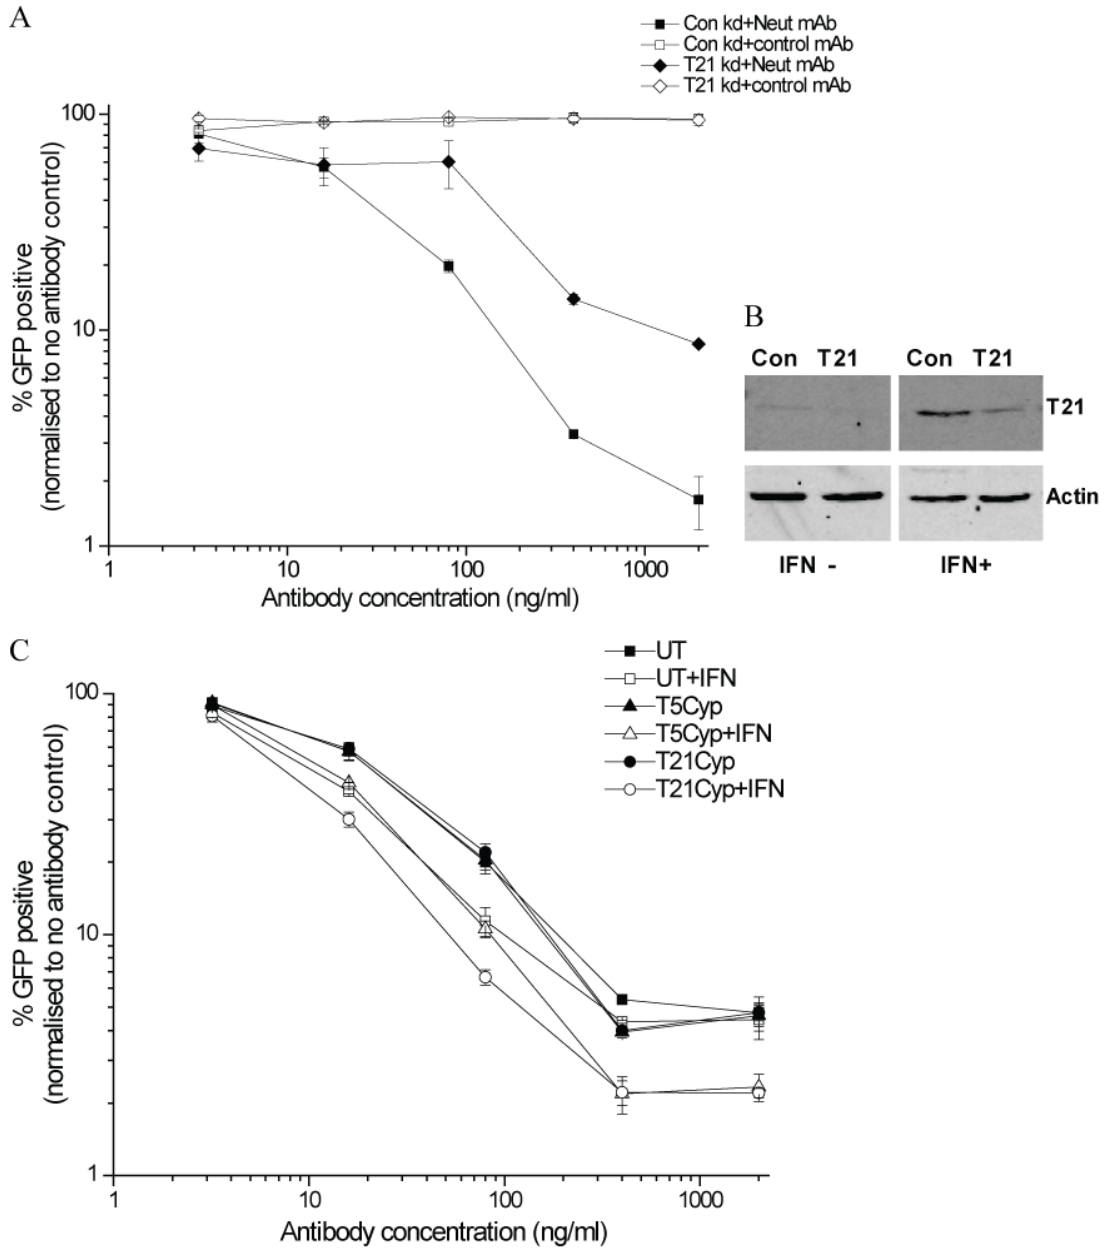 A
Con kd+Neut mAb
Con kd+control mAb
T21 kd+Neut mAb
T21 kd+control mAb
100
10
1
% GFP positive
(normalised to no antibody control)
1 10 100 1000
Antibody concentration (ng/ml)
B
Con T21 Con T21
T21
Actin
IFN - IFN+
C
UT
UT+IFN
T5Cyp
T5Cyp+IFN
T21Cyp
T21Cyp+IFN
100
10
1
% GFP positive
(normalised to no antibody control)
1 10 100 1000
Antibody concentration (ng/ml)